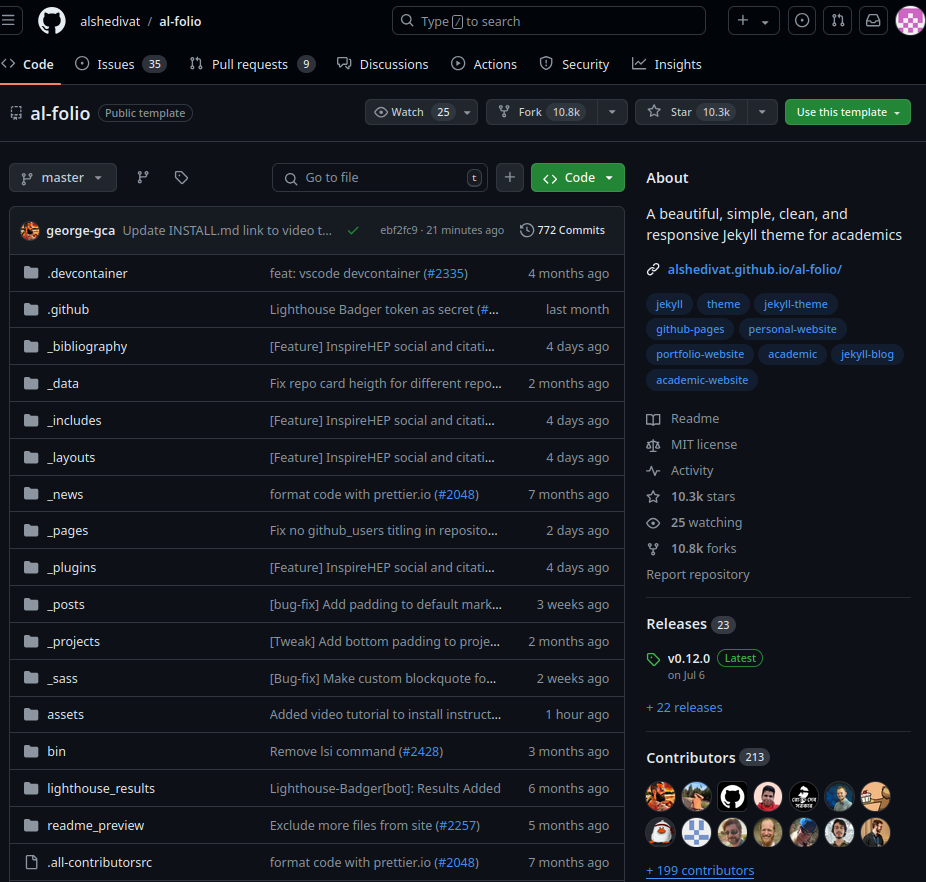 alshedivat / al-folio
Type / to search
Code Issues 35 Pull requests 9 Discussions Actions Security Insights
al-folio Public template
Watch 25 Fork 10.8k Star 10.3k Use this template
master Go to file t + Code
george-gca Update INSTALL.md link to video t... ebf2fc9 · 21 minutes ago 772 Commits
.devcontainer feat: vscode devcontainer (#2335) 4 months ago
.github Lighthouse Badger token as secret (#... last month
_bibliography [Feature] InspireHEP social and citati... 4 days ago
_data Fix repo card heigth for different repo... 2 months ago
_includes [Feature] InspireHEP social and citati... 4 days ago
_layouts [Feature] InspireHEP social and citati... 4 days ago
_news format code with prettier.io (#2048) 7 months ago
_pages Fix no github_users titling in reposito... 2 days ago
_plugins [Feature] InspireHEP social and citati... 4 days ago
_posts [bug-fix] Add padding to default mark... 3 weeks ago
_projects [Tweak] Add bottom padding to proje... 2 months ago
_sass [Bug-fix] Make custom blockquote fo... 2 weeks ago
assets Added video tutorial to install instruct... 1 hour ago
bin Remove lsi command (#2428) 3 months ago
lighthouse_results Lighthouse-Badger[bot]: Results Added 6 months ago
readme_preview Exclude more files from site (#2257) 5 months ago
.all-contributorsrc format code with prettier.io (#2048) 7 months ago
About
A beautiful, simple, clean, and
responsive Jekyll theme for academics
alshedivat.github.io/al-folio/
jekyll theme jekyll-theme
github-pages personal-website
portfolio-website academic jekyll-blog
academic-website
Readme
MIT license
Activity
10.3k stars
25 watching
10.8k forks
Report repository
Releases 23
v0.12.0 Latest
on Jul 6
+ 22 releases
Contributors 213
+ 199 contributors